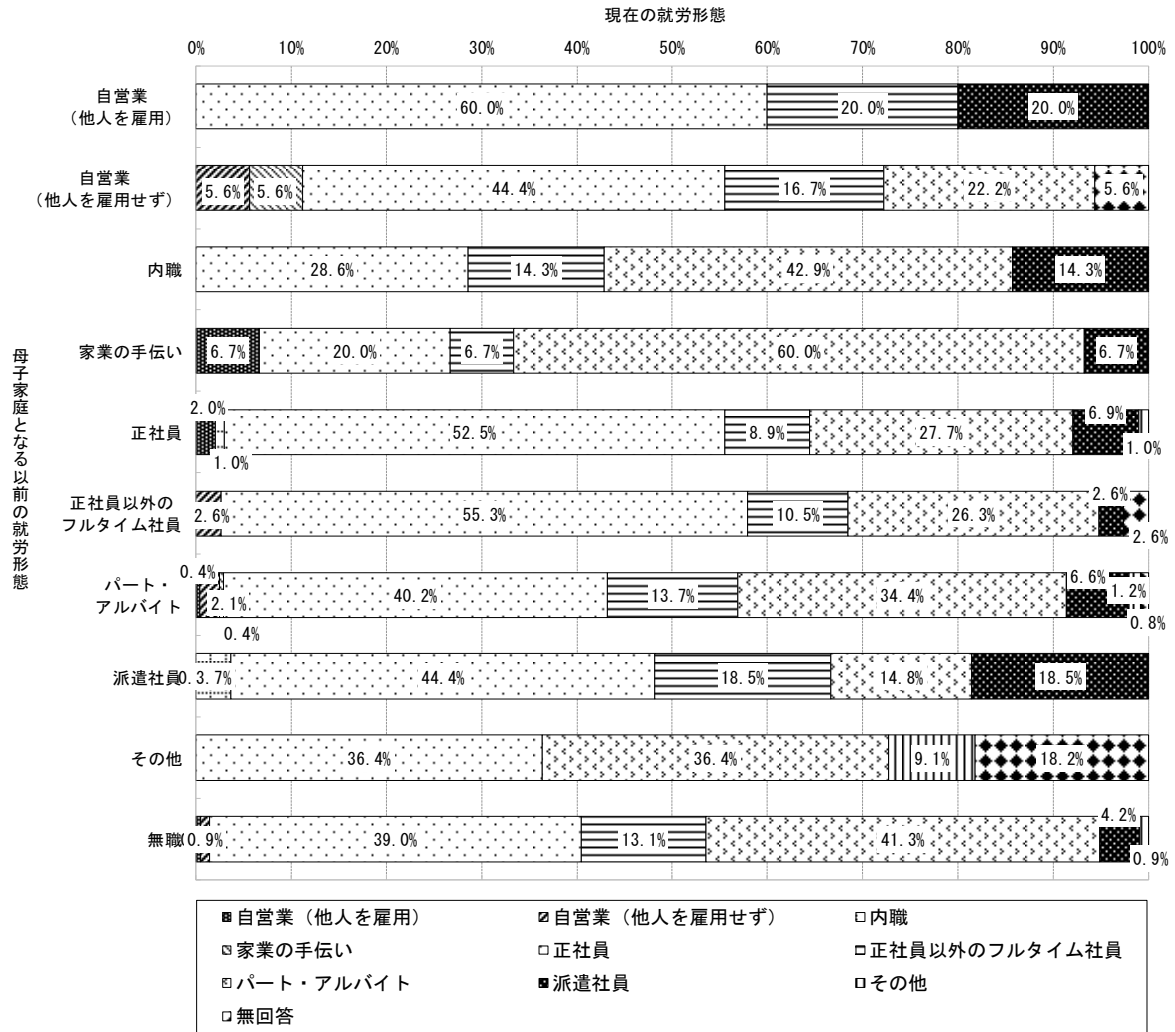 現在の就労形態
0% 10% 20% 30% 40% 50% 60% 70% 80% 90% 100%
母子家庭となる以前の就労形態
自営業
（他人を雇用）
60.0% 20.0% 20.0%
自営業
（他人を雇用せず）
5.6% 5.6% 44.4% 16.7% 22.2% 5.6%
内職
28.6% 14.3% 42.9% 14.3%
家業の手伝い
6.7% 20.0% 6.7% 60.0% 6.7%
正社員
2.0% 1.0% 52.5% 8.9% 27.7% 6.9% 1.0%
正社員以外の
フルタイム社員
2.6% 55.3% 10.5% 26.3% 2.6% 2.6%
パート・
アルバイト
0.4% 2.1% 0.4% 40.2% 13.7% 34.4% 6.6% 1.2% 0.8%
派遣社員
3.7% 44.4% 18.5% 14.8% 18.5%
その他
36.4% 36.4% 9.1% 18.2%
無職
0.9% 39.0% 13.1% 41.3% 4.2% 0.9%
自営業（他人を雇用） 自営業（他人を雇用せず） 内職
家業の手伝い 正社員 正社員以外のフルタイム社員
パート・アルバイト 派遣社員 その他
無回答